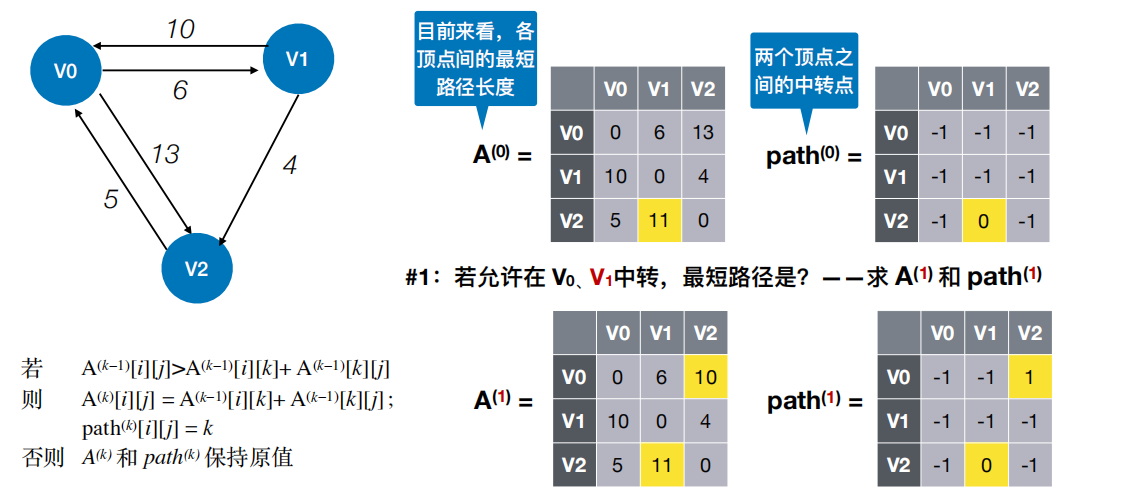 10
V0
V1
6
13
4
5
V2
目前来看，各
顶点间的最短
路径长度
A(0) =
V0 V1 V2
V0 0 6 13
V1 10 0 4
V2 5 11 0
两个顶点之
间的中转点
path(0) =
V0 V1 V2
V0 -1 -1 -1
V1 -1 -1 -1
V2 -1 0 -1
#1：若允许在 V0、V1中转，最短路径是？——求 A(1) 和 path(1)
若 A(k−1)[i][j]>A(k−1)[i][k]+ A(k−1)[k][j]
则 A(k)[i][j] = A(k−1)[i][k]+ A(k−1)[k][j] ;
path(k)[i][j] = k
否则 A(k) 和 path(k) 保持原值
A(1) =
V0 V1 V2
V0 0 6 10
V1 10 0 4
V2 5 11 0
path(1) =
V0 V1 V2
V0 -1 -1 1
V1 -1 -1 -1
V2 -1 0 -1